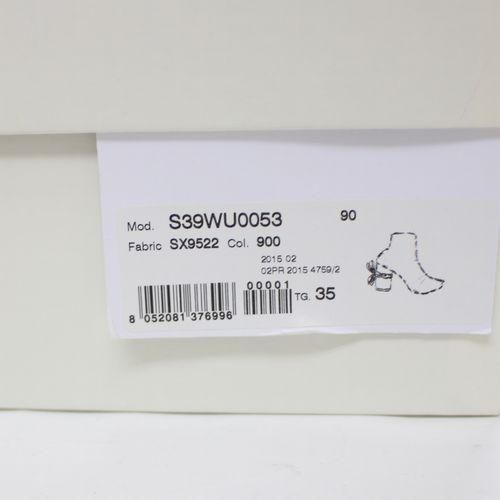 Mod. S39WU0053 90
Fabric SX9522 Col. 900
2015 02
02PR 2015 4759/2
00001
TG. 35
8 052081 376996